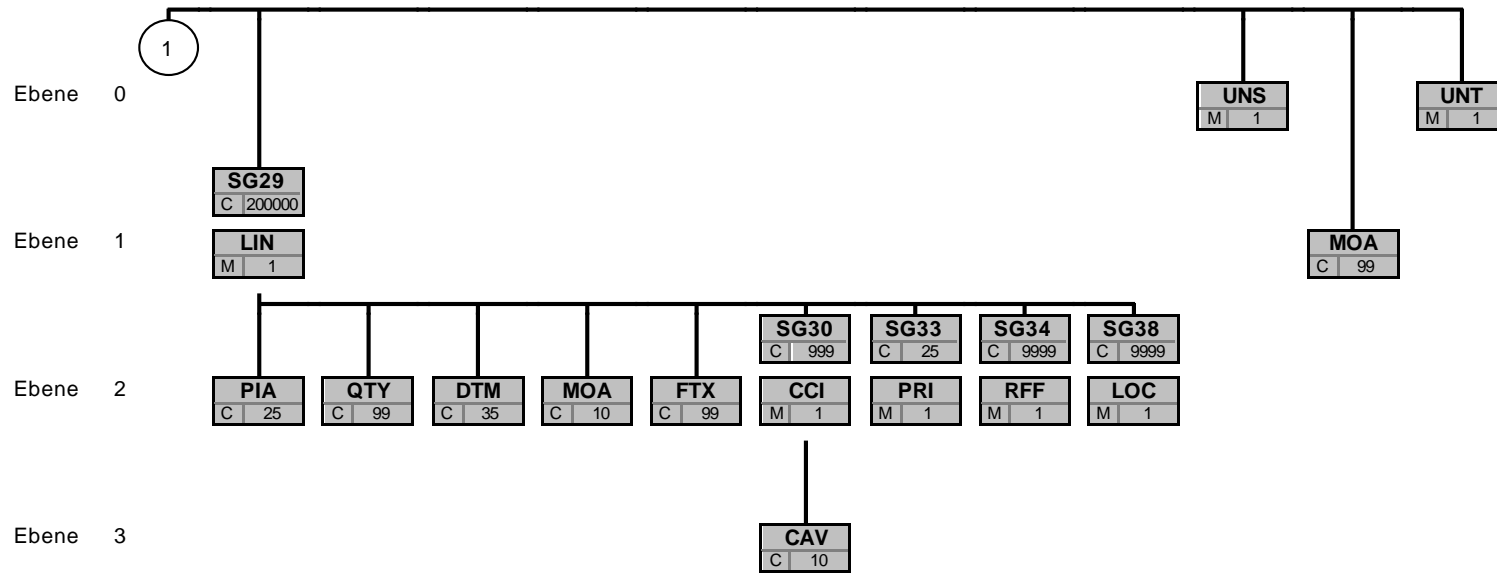 1
Ebene 0
UNS
M 1
UNT
M 1
SG29
C 200000
Ebene 1
LIN
M 1
MOA
C 99
SG30
C 999
SG33
C 25
SG34
C 9999
SG38
C 9999
Ebene 2
PIA
C 25
QTY
C 99
DTM
C 35
MOA
C 10
FTX
C 99
CCI
M 1
PRI
M 1
RFF
M 1
LOC
M 1
Ebene 3
CAV
C 10